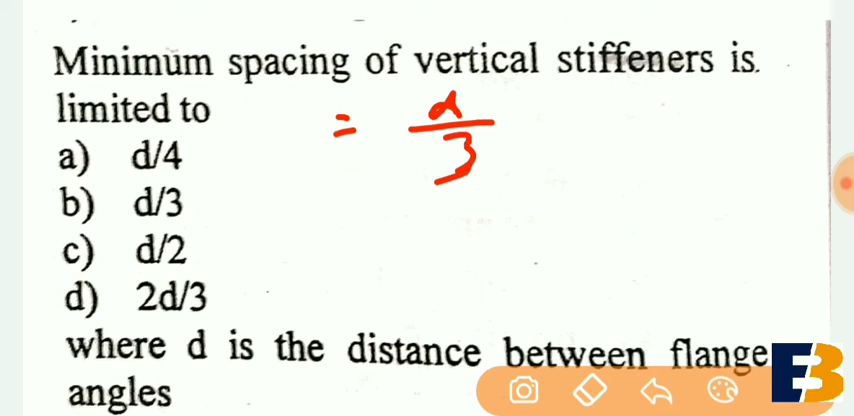 Minimum spacing of vertical stiffeners is.
limited to
= d/3
a) d/4
b) d/3
c) d/2
d) 2d/3
where d is the distance between flange
angles
EB